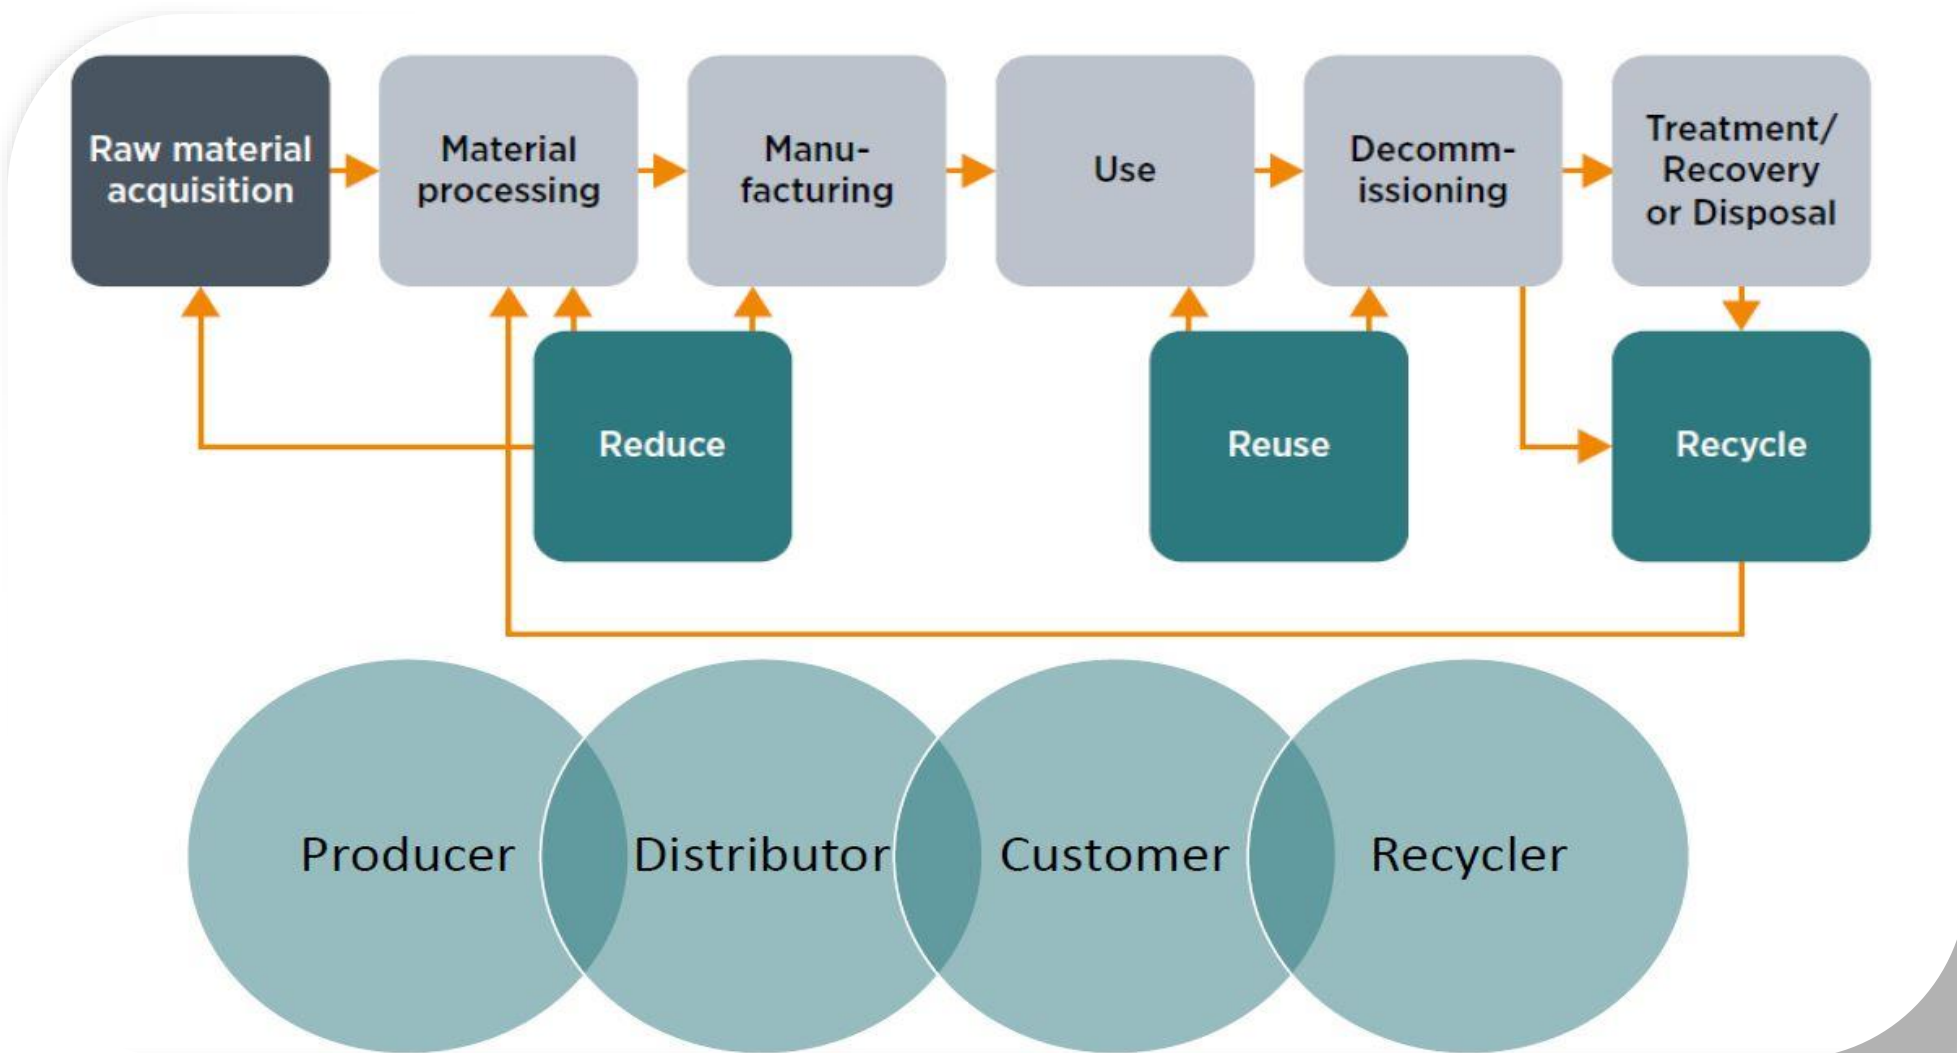 Raw material
acquisition
Material
processing
Manu-
facturing
Use
Decomm-
issioning
Treatment/
Recovery
or Disposal
Reduce
Reuse
Recycle
Producer
Distributor
Customer
Recycler